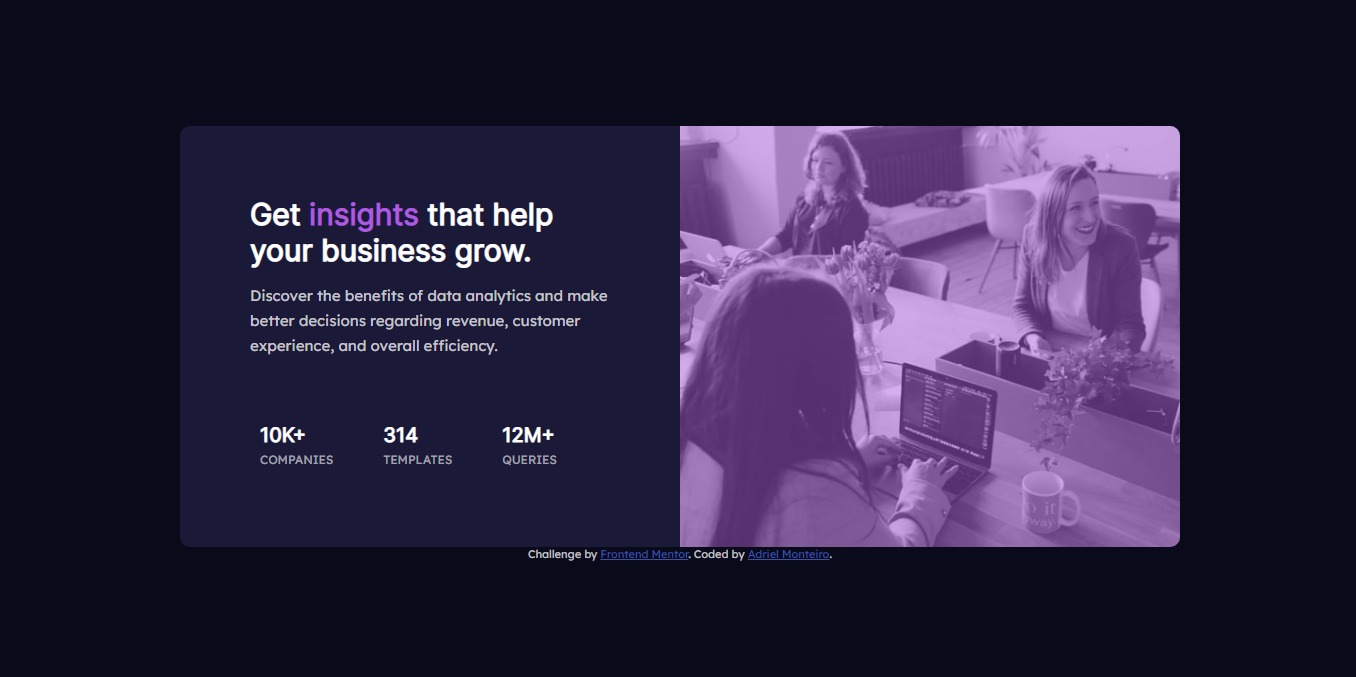 Get insights that help
your business grow.
Discover the benefits of data analytics and make
better decisions regarding revenue, customer
experience, and overall efficiency.
10K+ 314 12M+
COMPANIES TEMPLATES QUERIES
Challenge by Frontend Mentor. Coded by Adriel Monteiro.